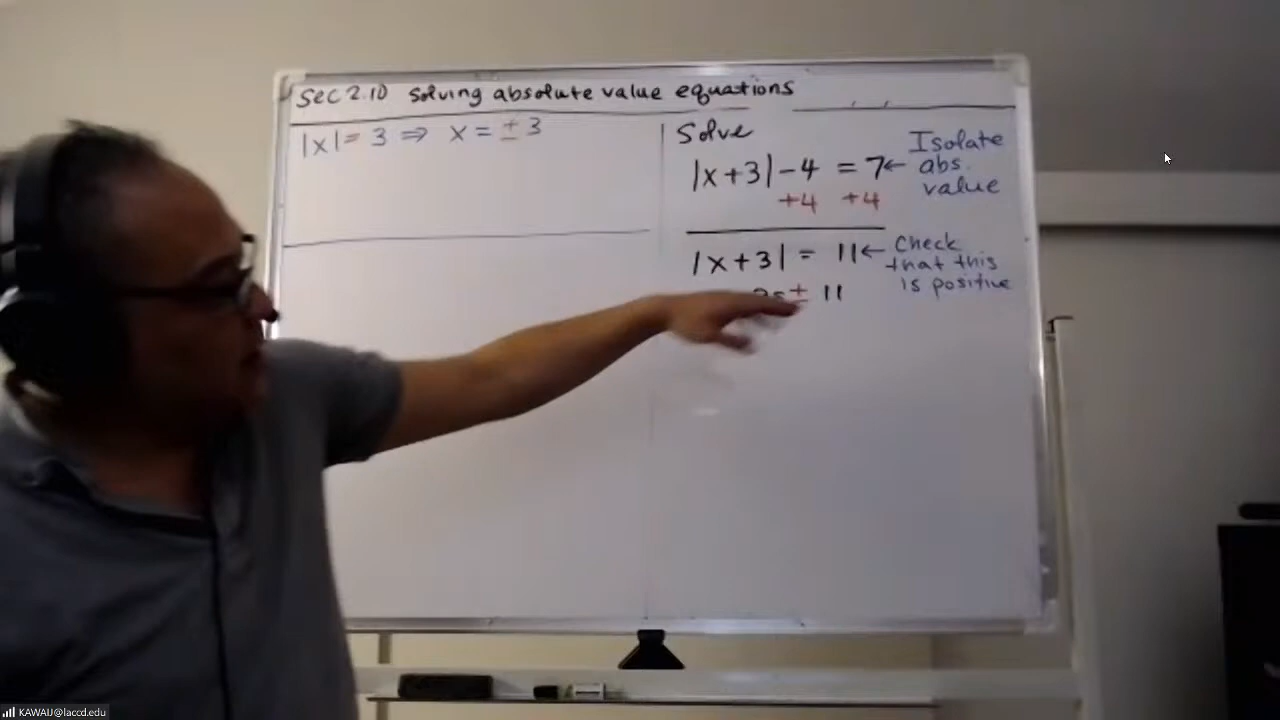 Sec 2.10 Solving absolute value equations
|x| = 3 ⇒ x = ± 3
Solve
|x+3| - 4 = 7 ← Isolate abs. value
+4 +4
|x+3| = 11 ← Check that this is positive
± 11
KAWAIJ@laccd.edu